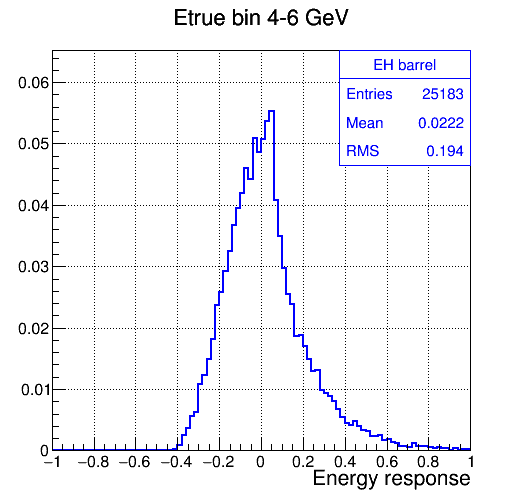 Etrue bin 4-6 GeV
EH barrel
Entries 25183
Mean 0.0222
RMS 0.194
0.06
0.05
0.04
0.03
0.02
0.01
0
−1 −0.8 −0.6 −0.4 −0.2 0 0.2 0.4 0.6 0.8 1
Energy response